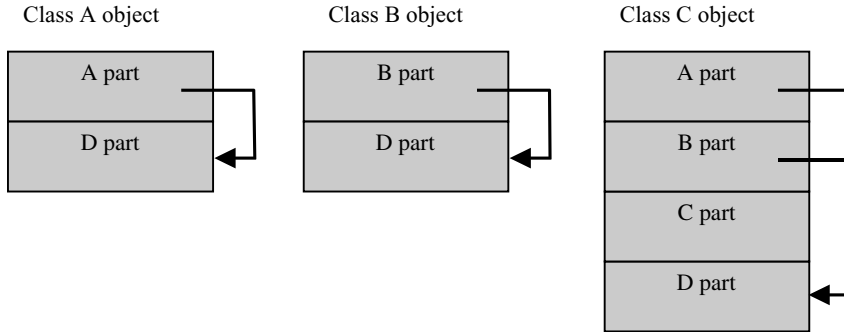 Class A object
Class B object
Class C object
A part
D part
B part
D part
A part
B part
C part
D part